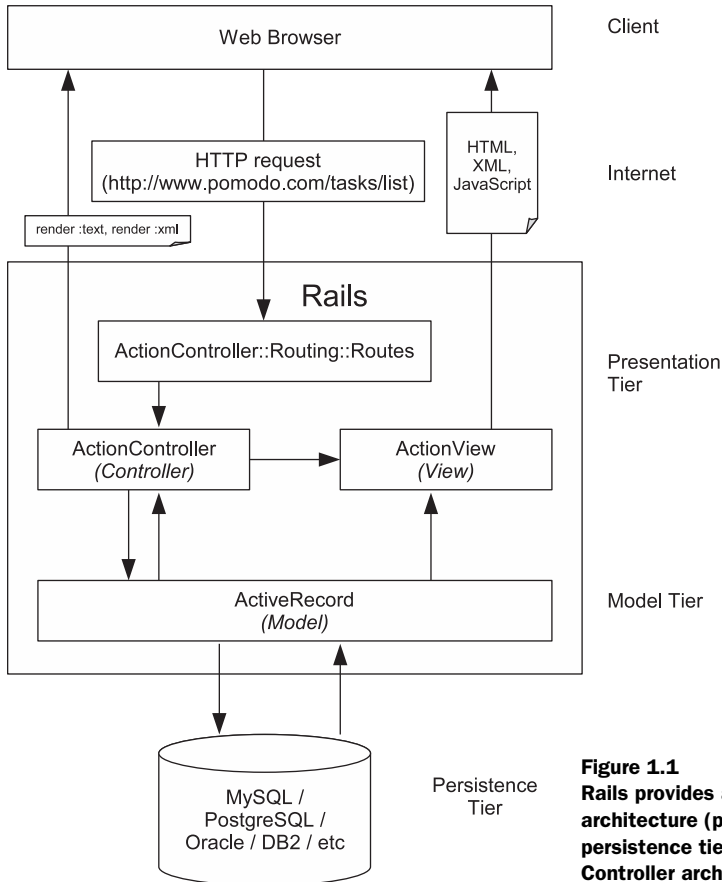 Web Browser
Client
HTTP request
(http://www.pomodo.com/tasks/list)
HTML,
XML,
JavaScript
Internet
render :text, render :xml
Rails
ActionController::Routing::Routes
Presentation
Tier
ActionController
(Controller)
ActionView
(View)
ActiveRecord
(Model)
Model Tier
MySQL /
PostgreSQL /
Oracle / DB2 / etc
Persistence
Tier
Figure 1.1
Rails provides
architecture (p
persistence tie
Controller arch